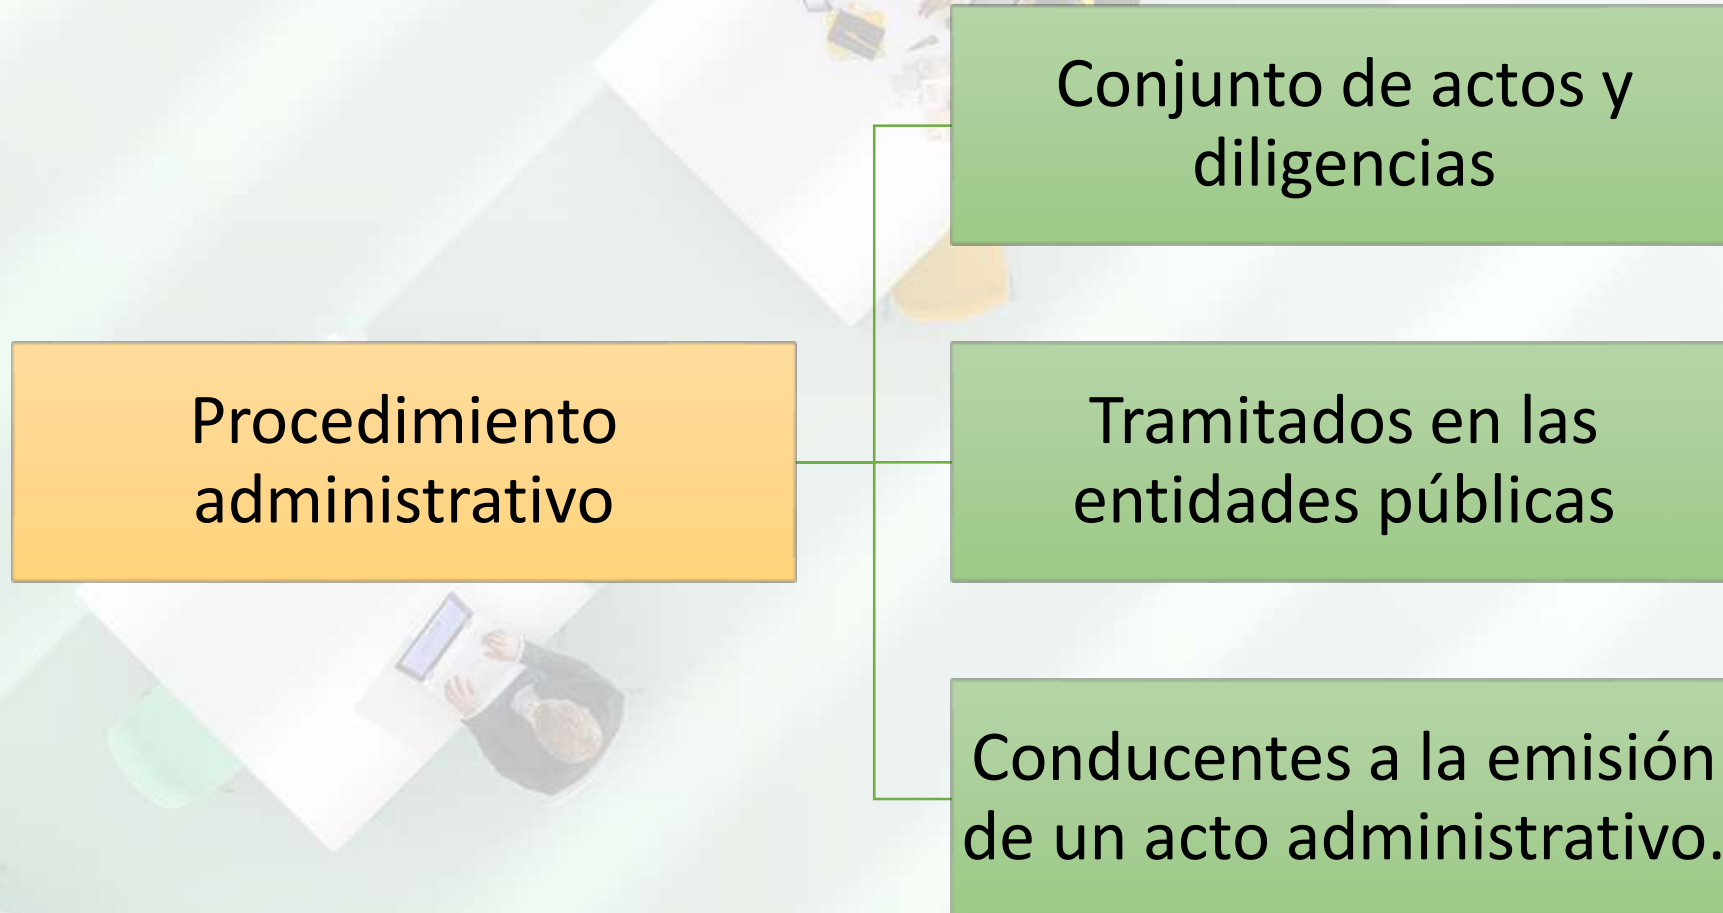 Conjunto de actos y
diligencias
Procedimiento
administrativo
Tramitados en las
entidades públicas
Conducentes a la emisión
de un acto administrativo.